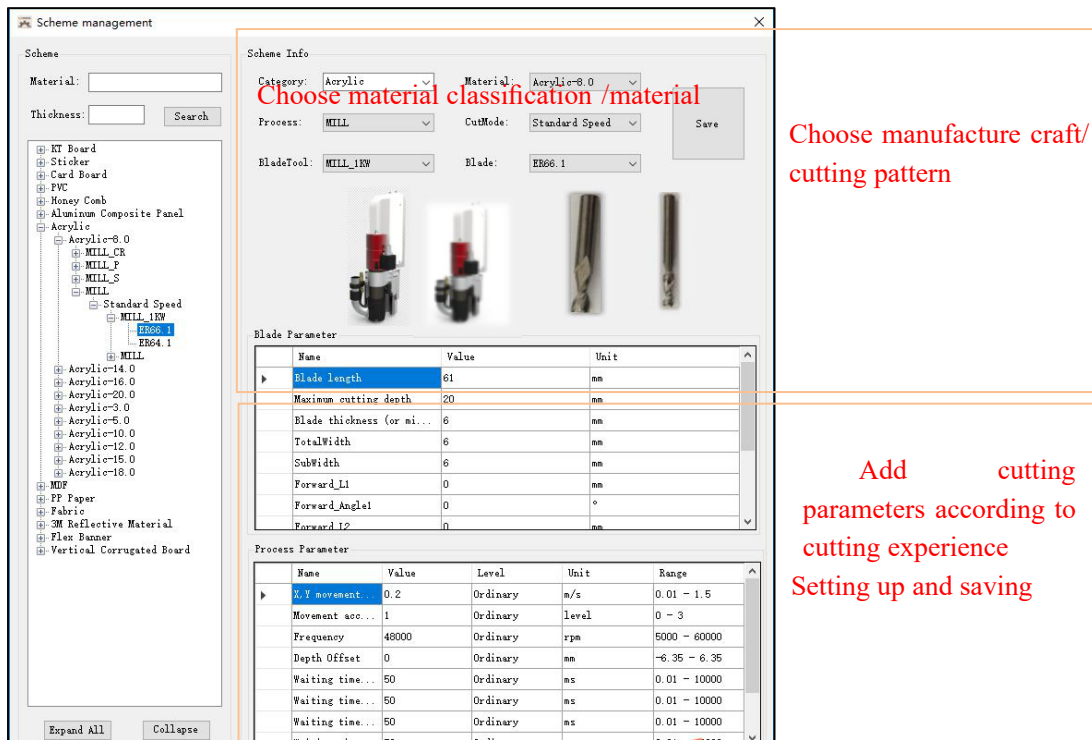 Scheme management
Scheme
Material:
Thickness:
Search
KT Board
Sticker
Card Board
PVC
Honey Comb
Aluminum Composite Panel
Acrylic
Acrylic-8.0
MILL_CR
MILL_P
MILL_S
MILL
Standard Speed
MILL_1KW
ER66.1
ER64.1
MILL
Acrylic-14.0
Acrylic-16.0
Acrylic-20.0
Acrylic-3.0
Acrylic-5.0
Acrylic-10.0
Acrylic-12.0
Acrylic-15.0
Acrylic-18.0
MDF
PP Paper
Fabric
3M Reflective Material
Flex Banner
Vertical Corrugated Board
Expand All Collapse
Scheme Info
Category: Acrylic Material: Acrylic-8.0
Choose material classification /material
Process: MILL CutMode: Standard Speed Save
BladeTool: MILL_1KW Blade: ER66.1
Blade Parameter
Name Value Unit
Blade length 61 mm
Maximum cutting depth 20 mm
Blade thickness (or mi... 6 mm
TotalWidth 6 mm
SubWidth 6 mm
Forward_L1 0 mm
Forward_Angle1 0 °
Forward_L2 0 mm
Process Parameter
Name Value Level Unit Range
X,Y movement... 0.2 Ordinary m/s 0.01 - 1.5
Movement acc... 1 Ordinary level 0 - 3
Frequency 48000 Ordinary rpm 5000 - 60000
Depth Offset 0 Ordinary mm -6.35 - 6.35
Waiting time... 50 Ordinary ms 0.01 - 10000
Waiting time... 50 Ordinary ms 0.01 - 10000
Waiting time... 50 Ordinary ms 0.01 - 10000
Choose manufacture craft/
cutting pattern
Add cutting
parameters according to
cutting experience
Setting up and saving